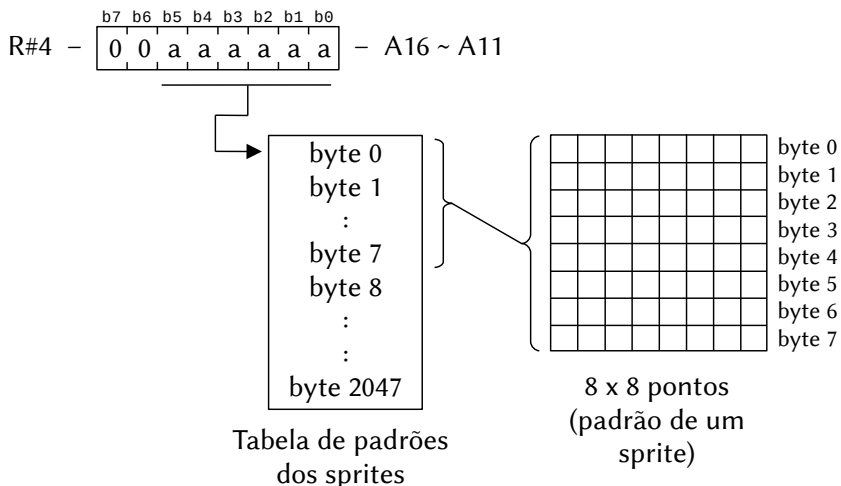 b7 b6 b5 b4 b3 b2 b1 b0
R#4 – 0 0 a a a a a a – A16 ~ A11
byte 0
byte 1
:
byte 7
byte 8
:
:
byte 2047
Tabela de padrões
dos sprites
byte 0
byte 1
byte 2
byte 3
byte 4
byte 5
byte 6
byte 7
8 x 8 pontos
(padrão de um
sprite)